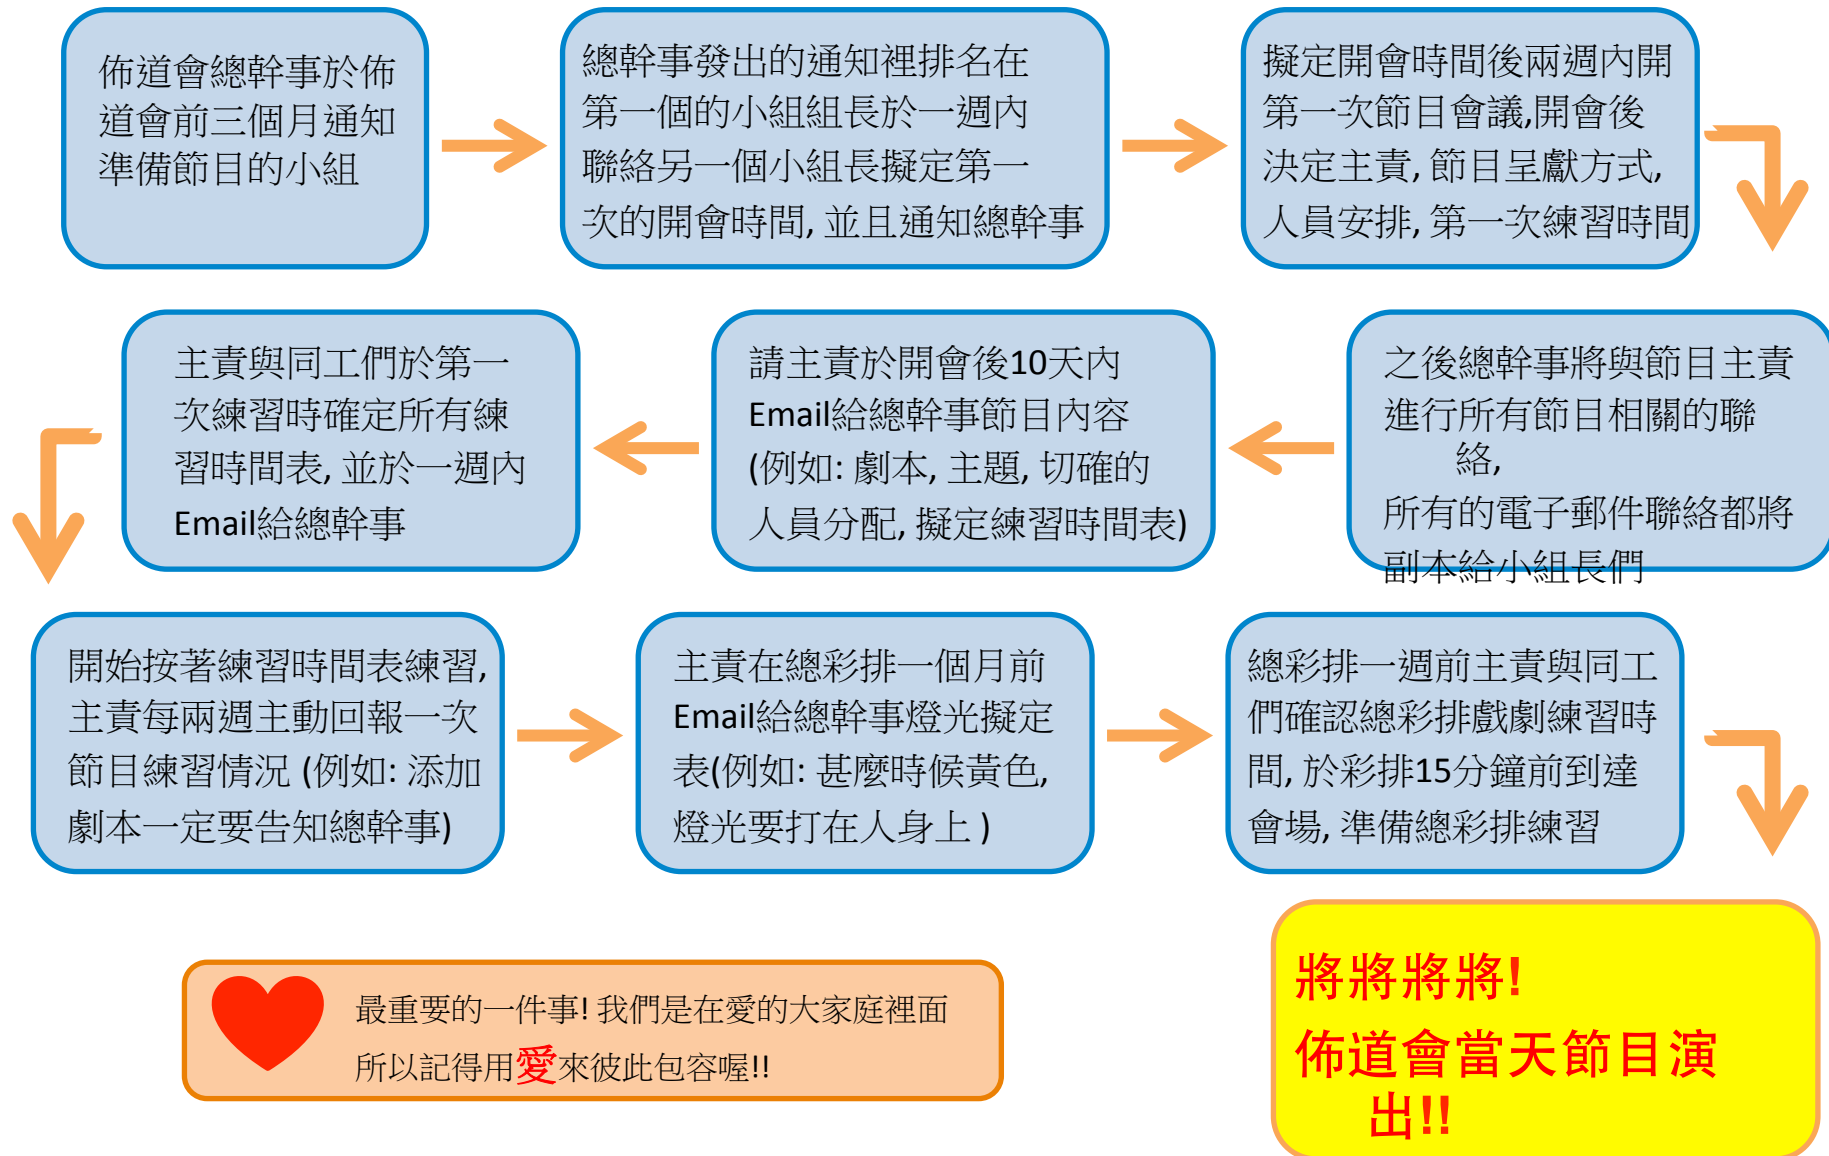 佈道會總幹事於佈
道會前三個月通知
準備節目的小組
總幹事發出的通知裡排名在
第一個的小組組長於一週內
聯絡另一個小組長擬定第一
次的開會時間, 並且通知總幹事
擬定開會時間後兩週內開
第一次節目會議,開會後
決定主責, 節目呈獻方式,
人員安排, 第一次練習時間
之後總幹事將與節目主責
進行所有節目相關的聯
絡,
所有的電子郵件聯絡都將
副本給小組長們
請主責於開會後10天內
Email給總幹事節目內容
(例如: 劇本, 主題, 切確的
人員分配, 擬定練習時間表)
主責與同工們於第一
次練習時確定所有練
習時間表, 並於一週內
Email給總幹事
開始按著練習時間表練習,
主責每兩週主動回報一次
節目練習情況 (例如: 添加
劇本一定要告知總幹事)
主責在總彩排一個月前
Email給總幹事燈光擬定
表(例如: 甚麼時候黃色,
燈光要打在人身上 )
總彩排一週前主責與同工
們確認總彩排戲劇練習時
間, 於彩排15分鐘前到達
會場, 準備總彩排練習
將將將將!
佈道會當天節目演
出!!
最重要的一件事! 我們是在愛的大家庭裡面
所以記得用愛來彼此包容喔!!